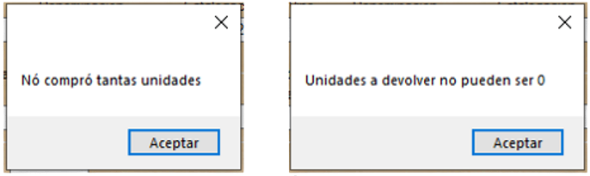 Nó compró tantas unidades
Aceptar
Unidades a devolver no pueden ser 0
Aceptar